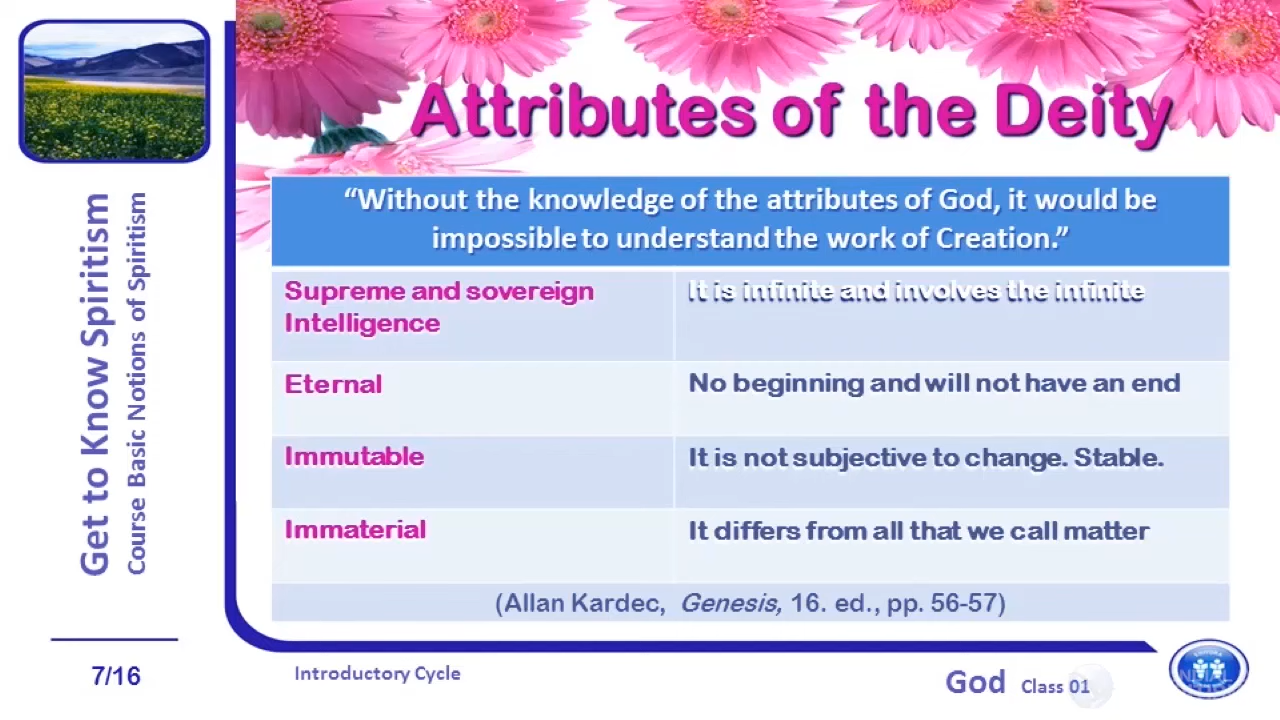 Attributes of the Deity
“Without the knowledge of the attributes of God, it would be
impossible to understand the work of Creation.”
Supreme and sovereign
Intelligence
It is infinite and involves the infinite
Eternal
No beginning and will not have an end
Immutable
It is not subjective to change. Stable.
Immaterial
It differs from all that we call matter
(Allan Kardec, Genesis, 16. ed., pp. 56-57)
Get to Know Spiritism
Course Basic Notions of Spiritism
7/16
Introductory Cycle
God Class 01